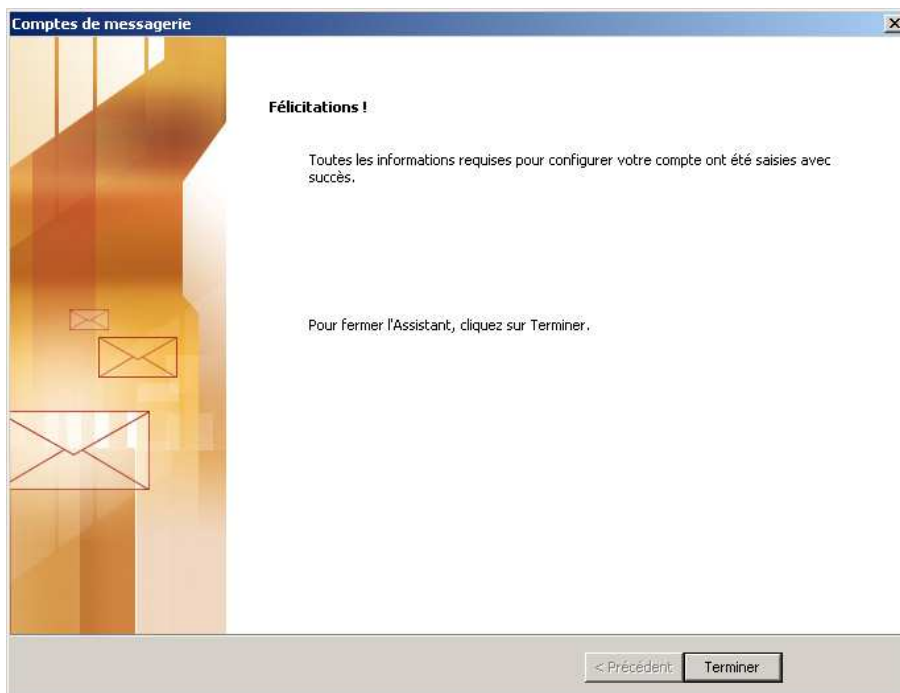 Comptes de messagerie
Félicitations !
Toutes les informations requises pour configurer votre compte ont été saisies avec
succès.
Pour fermer l'Assistant, cliquez sur Terminer.
< Précédent
Terminer